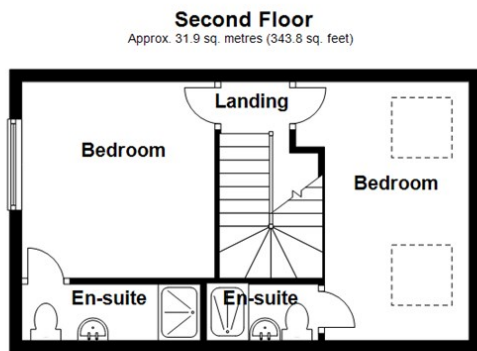 Second Floor
Approx. 31.9 sq. metres (343.8 sq. feet)
Landing
Bedroom
Bedroom
En-suite
En-suite